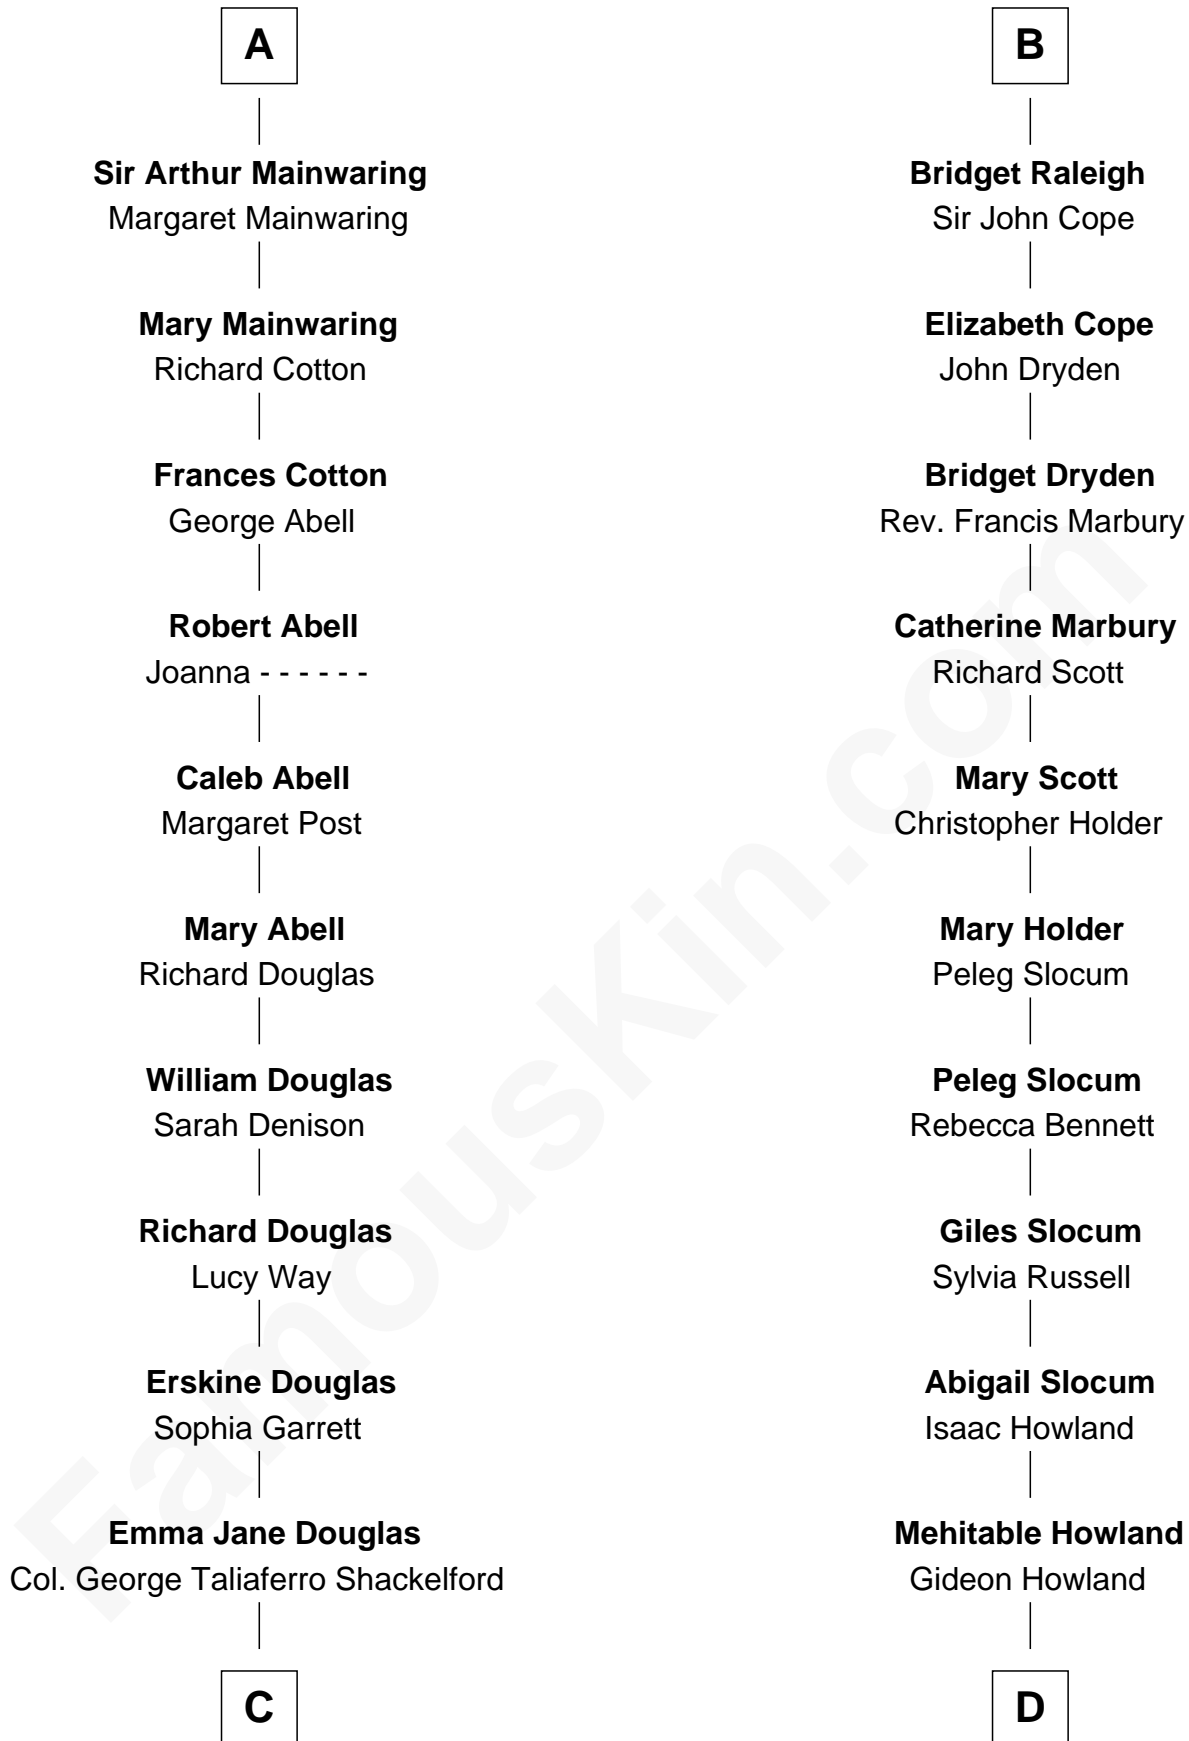 A
Sir Arthur Mainwaring
Margaret Mainwaring
Mary Mainwaring
Richard Cotton
Frances Cotton
George Abell
Robert Abell
Joanna - - - - - -
Caleb Abell
Margaret Post
Mary Abell
Richard Douglas
William Douglas
Sarah Denison
Richard Douglas
Lucy Way
Erskine Douglas
Sophia Garrett
Emma Jane Douglas
Col. George Taliaferro Shackelford
C
B
Bridget Raleigh
Sir John Cope
Elizabeth Cope
John Dryden
Bridget Dryden
Rev. Francis Marbury
Catherine Marbury
Richard Scott
Mary Scott
Christopher Holder
Mary Holder
Peleg Slocum
Peleg Slocum
Rebecca Bennett
Giles Slocum
Sylvia Russell
Abigail Slocum
Isaac Howland
Mehitable Howland
Gideon Howland
D
FamousKin.com